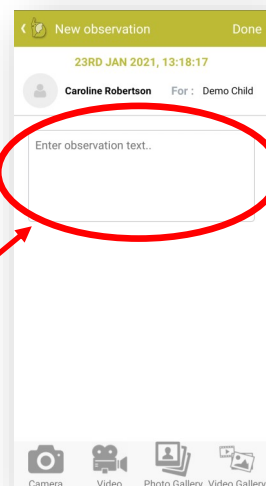 New observation Done
23RD JAN 2021, 13:18:17
Caroline Robertson For : Demo Child
Enter observation text..
Camera Video Photo Gallery Video Gallery